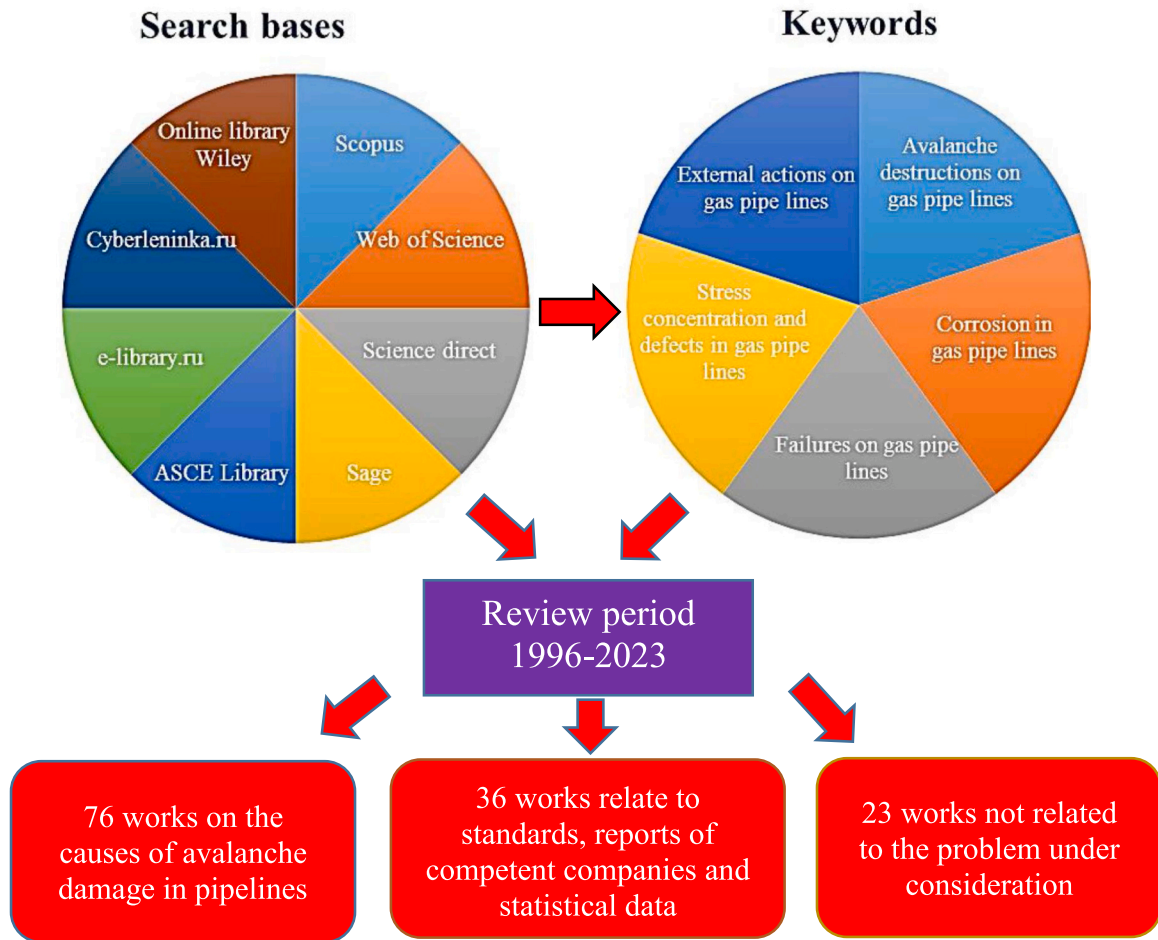 Search bases
Keywords
Online library
Wiley
Scopus
Cyberleninka.ru
Web of Science
e-library.ru
Science direct
ASCE Library
Sage
External actions on
gas pipe lines
Avalanche
destructions on
gas pipe lines
Stress
concentration and
defects in gas pipe
lines
Corrosion in
gas pipe lines
Failures on gas pipe
lines
Review period
1996-2023
76 works on the
causes of avalanche
damage in pipelines
36 works relate to
standards, reports of
competent companies and
statistical data
23 works not related
to the problem under
consideration